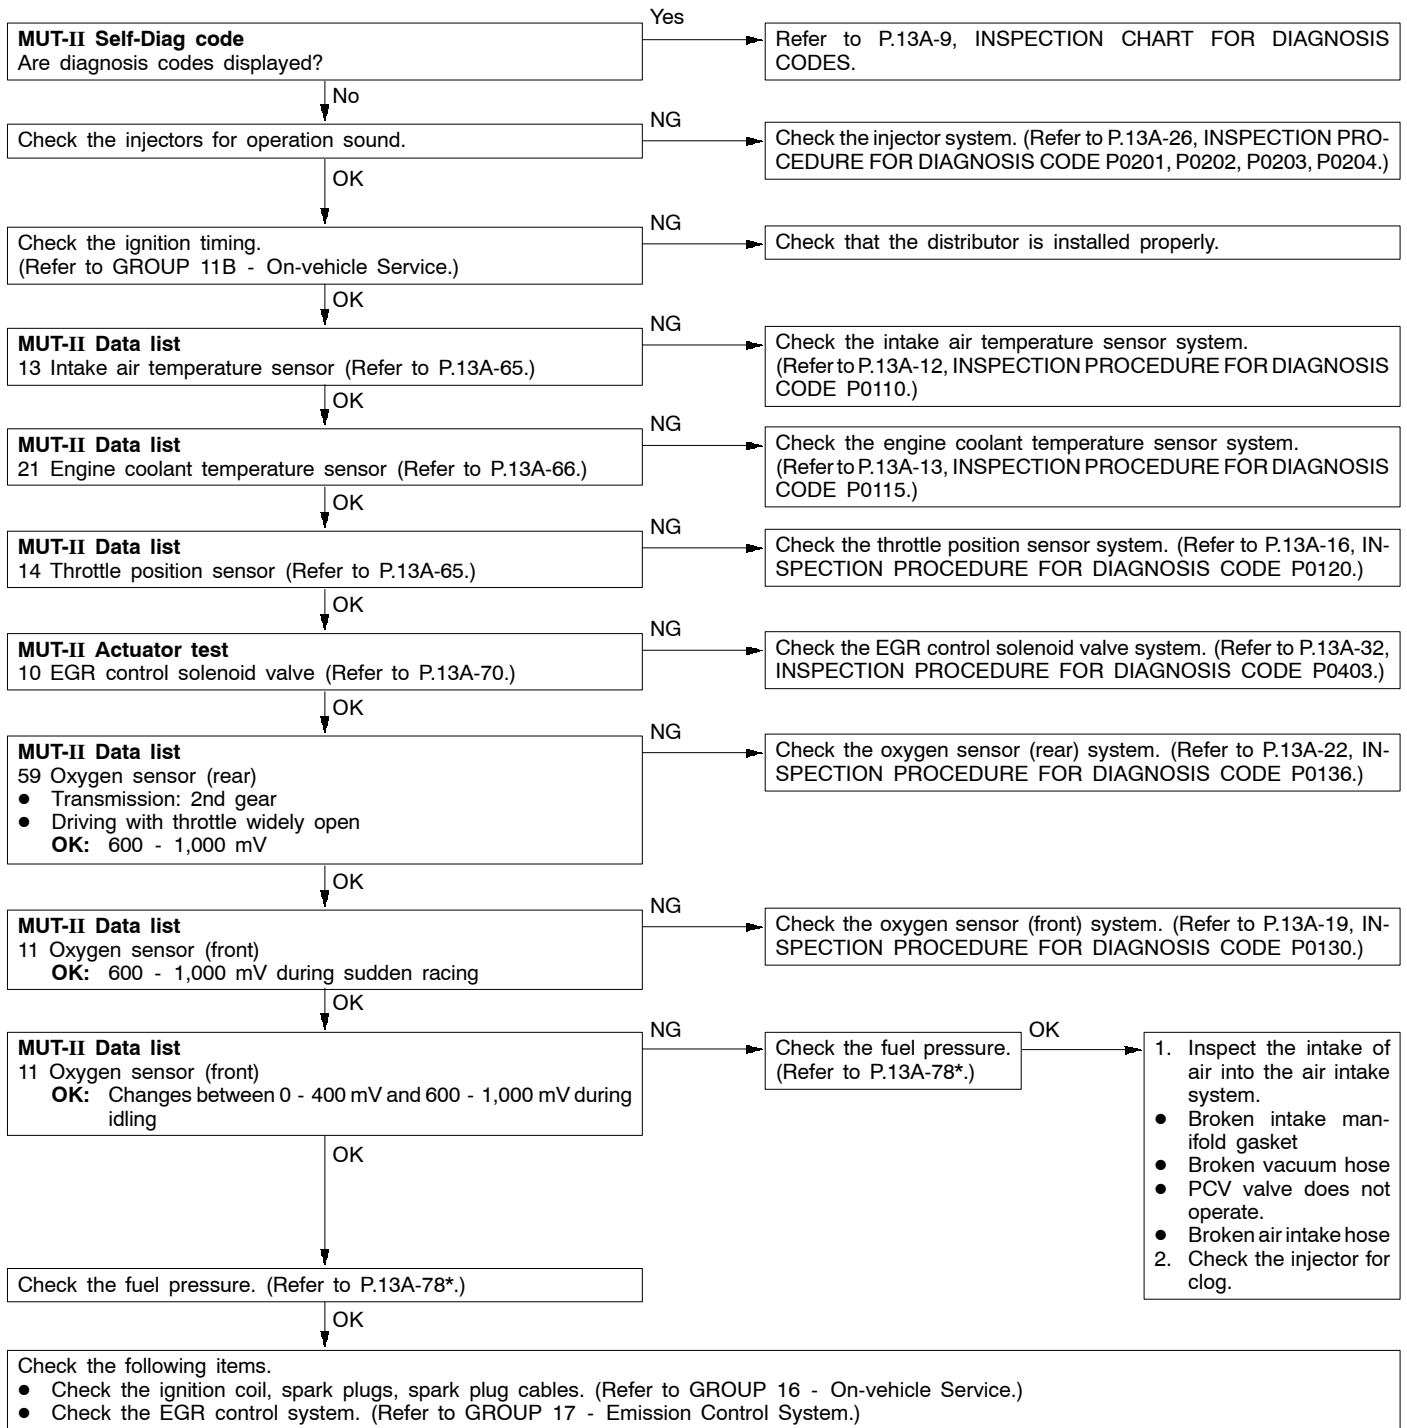 Yes
MUT-II Self-Diag code
Are diagnosis codes displayed?
Refer to P.13A-9, INSPECTION CHART FOR DIAGNOSIS
CODES.
No
Check the injectors for operation sound.
NG
Check the injector system. (Refer to P.13A-26, INSPECTION PRO-
CEDURE FOR DIAGNOSIS CODE P0201, P0202, P0203, P0204.)
OK
Check the ignition timing.
(Refer to GROUP 11B - On-vehicle Service.)
NG
Check that the distributor is installed properly.
OK
MUT-II Data list
13 Intake air temperature sensor (Refer to P.13A-65.)
NG
Check the intake air temperature sensor system.
(Refer to P.13A-12, INSPECTION PROCEDURE FOR DIAGNOSIS
CODE P0110.)
OK
MUT-II Data list
21 Engine coolant temperature sensor (Refer to P.13A-66.)
NG
Check the engine coolant temperature sensor system.
(Refer to P.13A-13, INSPECTION PROCEDURE FOR DIAGNOSIS
CODE P0115.)
OK
MUT-II Data list
14 Throttle position sensor (Refer to P.13A-65.)
NG
Check the throttle position sensor system. (Refer to P.13A-16, IN-
SPECTION PROCEDURE FOR DIAGNOSIS CODE P0120.)
OK
MUT-II Actuator test
10 EGR control solenoid valve (Refer to P.13A-70.)
NG
Check the EGR control solenoid valve system. (Refer to P.13A-32,
INSPECTION PROCEDURE FOR DIAGNOSIS CODE P0403.)
OK
MUT-II Data list
59 Oxygen sensor (rear)
● Transmission: 2nd gear
● Driving with throttle widely open
OK: 600 - 1,000 mV
NG
Check the oxygen sensor (rear) system. (Refer to P.13A-22, IN-
SPECTION PROCEDURE FOR DIAGNOSIS CODE P0136.)
OK
MUT-II Data list
11 Oxygen sensor (front)
OK: 600 - 1,000 mV during sudden racing
NG
Check the oxygen sensor (front) system. (Refer to P.13A-19, IN-
SPECTION PROCEDURE FOR DIAGNOSIS CODE P0130.)
OK
MUT-II Data list
11 Oxygen sensor (front)
OK: Changes between 0 - 400 mV and 600 - 1,000 mV during
idling
NG
Check the fuel pressure.
(Refer to P.13A-78*.)
OK
1. Inspect the intake of
air into the air intake
system.
● Broken intake man-
ifold gasket
● Broken vacuum hose
● PCV valve does not
operate.
● Broken air intake hose
2. Check the injector for
clog.
OK
Check the fuel pressure. (Refer to P.13A-78*.)
OK
Check the following items.
● Check the ignition coil, spark plugs, spark plug cables. (Refer to GROUP 16 - On-vehicle Service.)
● Check the EGR control system. (Refer to GROUP 17 - Emission Control System.)